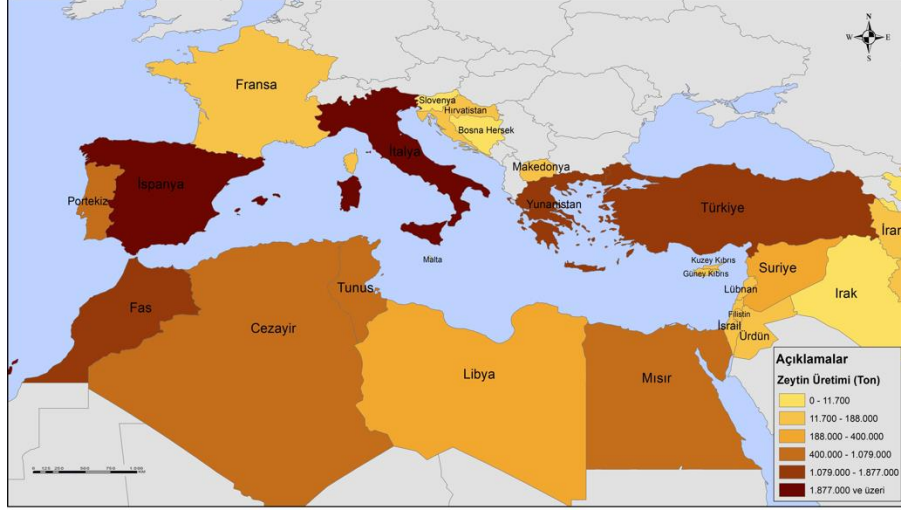 N
W E
S
Fransa
Slovenya
Hırvatistan
Bosna Hersek
İtalya
Makedonya
İspanya
Portekiz
Yunanistan
Türkiye
İran
Malta
Kuzey Kıbrıs
Güney Kıbrıs
Suriye
Lübnan
Irak
Tunus
Fas
Filistin
İsrail
Ürdün
Cezayir
Libya
Mısır
Açıklamalar
Zeytin Üretimi (Ton)
0 - 11.700
11.700 - 188.000
188.000 - 400.000
400.000 - 1.079.000
1.079.000 - 1.877.000
1.877.000 ve üzeri